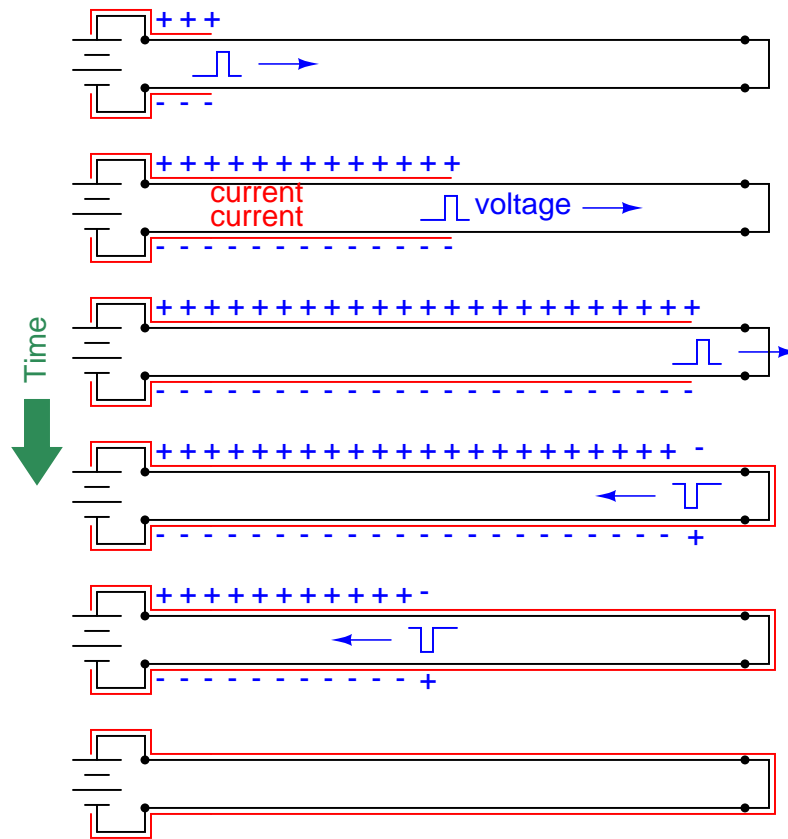 + + +
- - -
+ + + + + + + + + + + + +
current
current
voltage
- - - - - - - - - - - - -
+ + + + + + + + + + + + + + + + + + + + + + +
Time
- - - - - - - - - - - - - - - - - - - - - - -
+ + + + + + + + + + + + + + + + + + + + + + -
- - - - - - - - - - - - - - - - - - - - - - +
+ + + + + + + + + + + -
- - - - - - - - - - - +